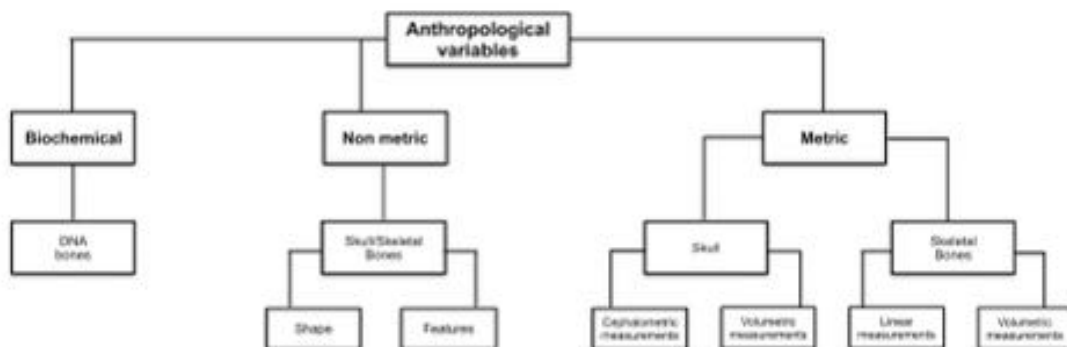 Anthropological
variables
Biochemical
Non metric
Metric
DNA
bones
Skull/Skeletal
Bones
Skull
Skeletal
Bones
Shape
Features
Cephalometric
measurements
Volumetric
measurements
Linear
measurements
Volumetric
measurements